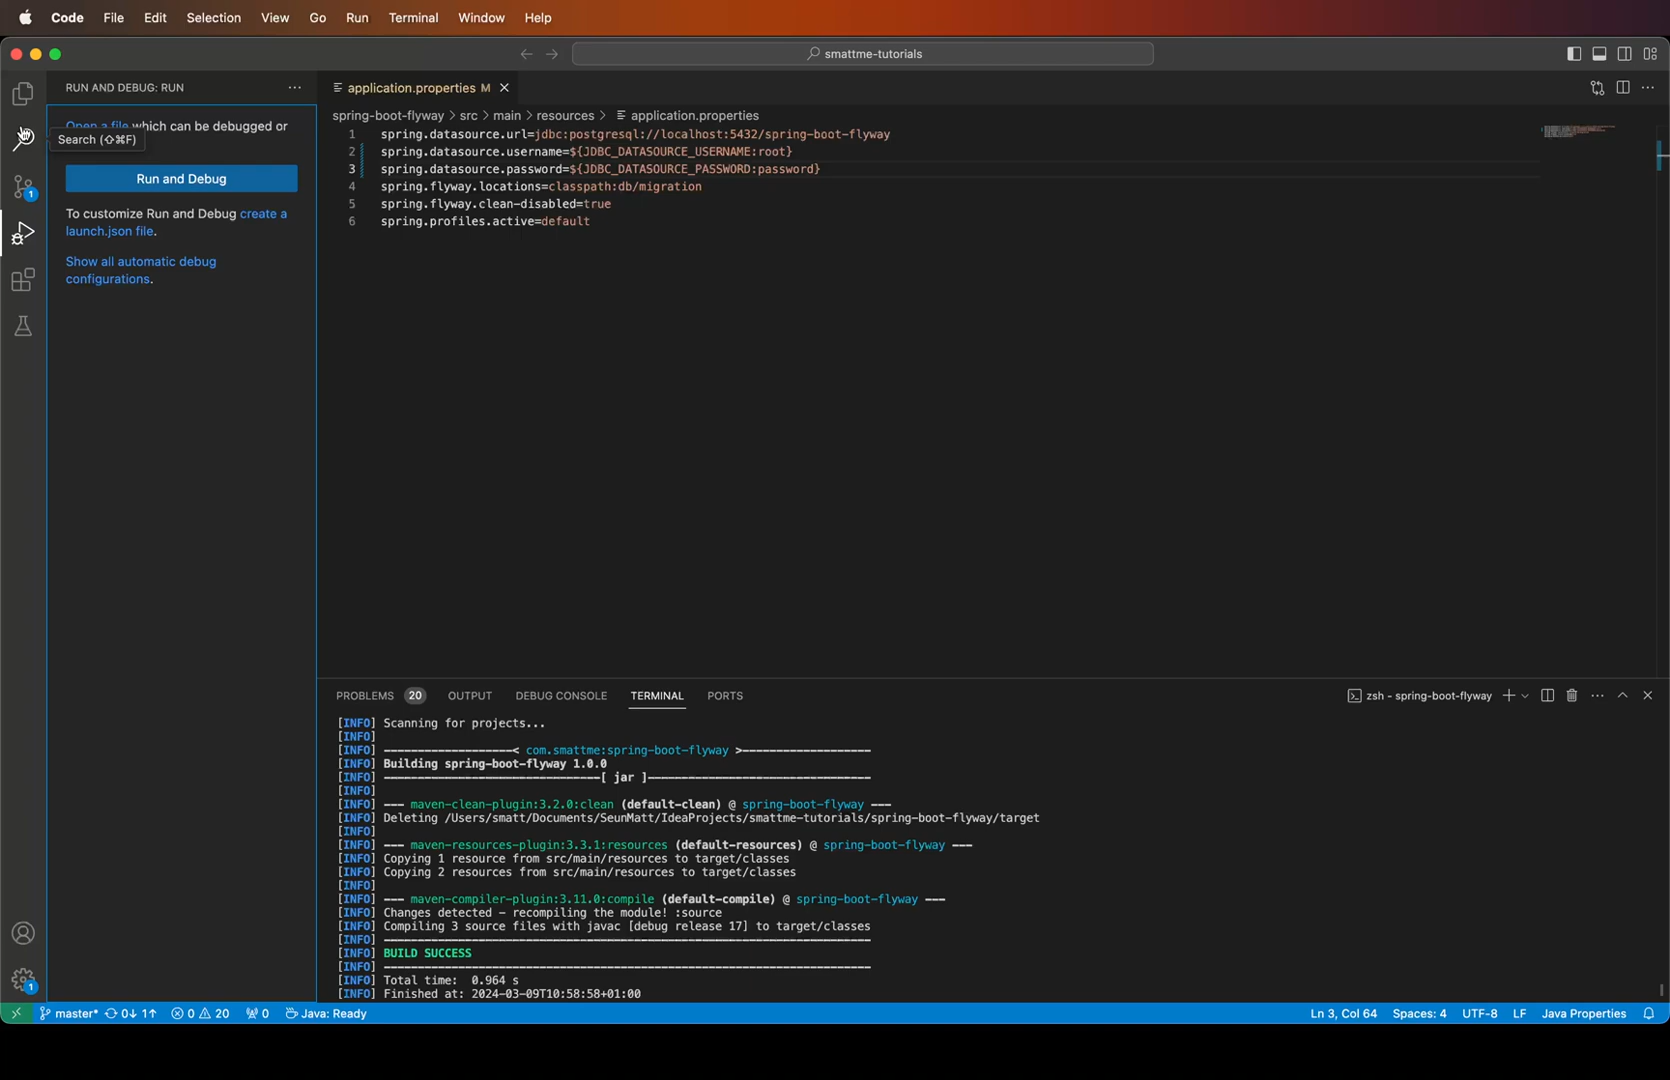 Code File Edit Selection View Go Run Terminal Window Help
smattme-tutorials
RUN AND DEBUG: RUN
application.properties M
spring-boot-flyway > src > main > resources > application.properties
Open a file which can be debugged or
Search (⇧⌘F)
Run and Debug
To customize Run and Debug create a
launch.json file.
Show all automatic debug
configurations.
1 spring.datasource.url=jdbc:postgresql://localhost:5432/spring-boot-flyway
2 spring.datasource.username=${JDBC_DATASOURCE_USERNAME:root}
3 spring.datasource.password=${JDBC_DATASOURCE_PASSWORD:password}
4 spring.flyway.locations=classpath:db/migration
5 spring.flyway.clean-disabled=true
6 spring.profiles.active=default
1
PROBLEMS 20 OUTPUT DEBUG CONSOLE TERMINAL PORTS zsh - spring-boot-flyway
[INFO] Scanning for projects...
[INFO]
[INFO] -------------------< com.smattme:spring-boot-flyway >-------------------
[INFO] Building spring-boot-flyway 1.0.0
[INFO] --------------------------------[ jar ]---------------------------------
[INFO]
[INFO] --- maven-clean-plugin:3.2.0:clean (default-clean) @ spring-boot-flyway ---
[INFO] Deleting /Users/smatt/Documents/SeunMatt/IdeaProjects/smattme-tutorials/spring-boot-flyway/target
[INFO]
[INFO] --- maven-resources-plugin:3.3.1:resources (default-resources) @ spring-boot-flyway ---
[INFO] Copying 1 resource from src/main/resources to target/classes
[INFO] Copying 2 resources from src/main/resources to target/classes
[INFO]
[INFO] --- maven-compiler-plugin:3.11.0:compile (default-compile) @ spring-boot-flyway ---
[INFO] Changes detected - recompiling the module! :source
[INFO] Compiling 3 source files with javac [debug release 17] to target/classes
[INFO] ------------------------------------------------------------------------
[INFO] BUILD SUCCESS
[INFO] ------------------------------------------------------------------------
[INFO] Total time:  0.964 s
[INFO] Finished at: 2024-03-09T10:58:58+01:00
1
master* 0↓ 1↑ 0 20 0 Java: Ready Ln 3, Col 64 Spaces: 4 UTF-8 LF Java Properties